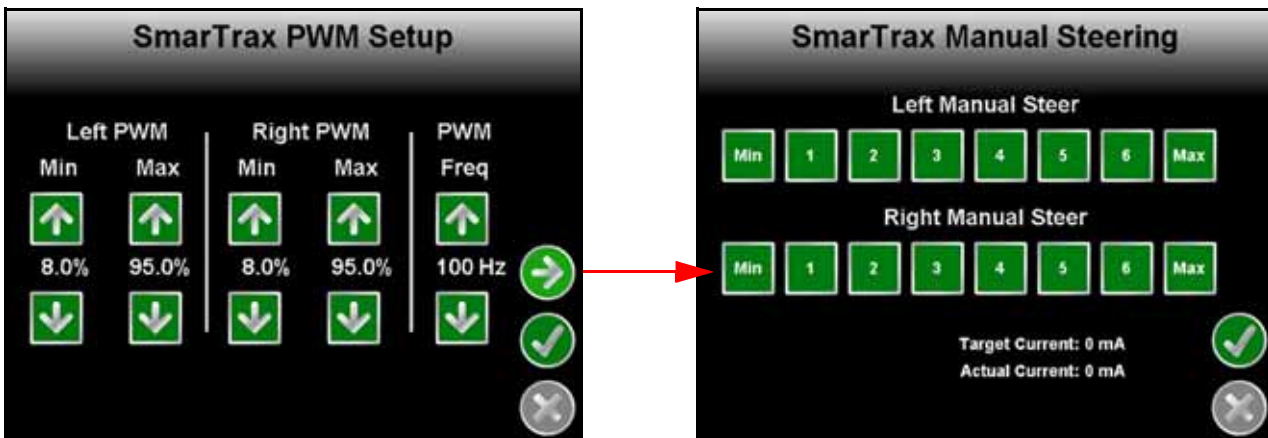 SmarTrax PWM Setup
Left PWM Right PWM PWM
Min Max Min Max Freq
8.0% 95.0% 8.0% 95.0% 100 Hz
SmarTrax Manual Steering
Left Manual Steer
Min 1 2 3 4 5 6 Max
Right Manual Steer
Min 1 2 3 4 5 6 Max
Target Current: 0 mA
Actual Current: 0 mA